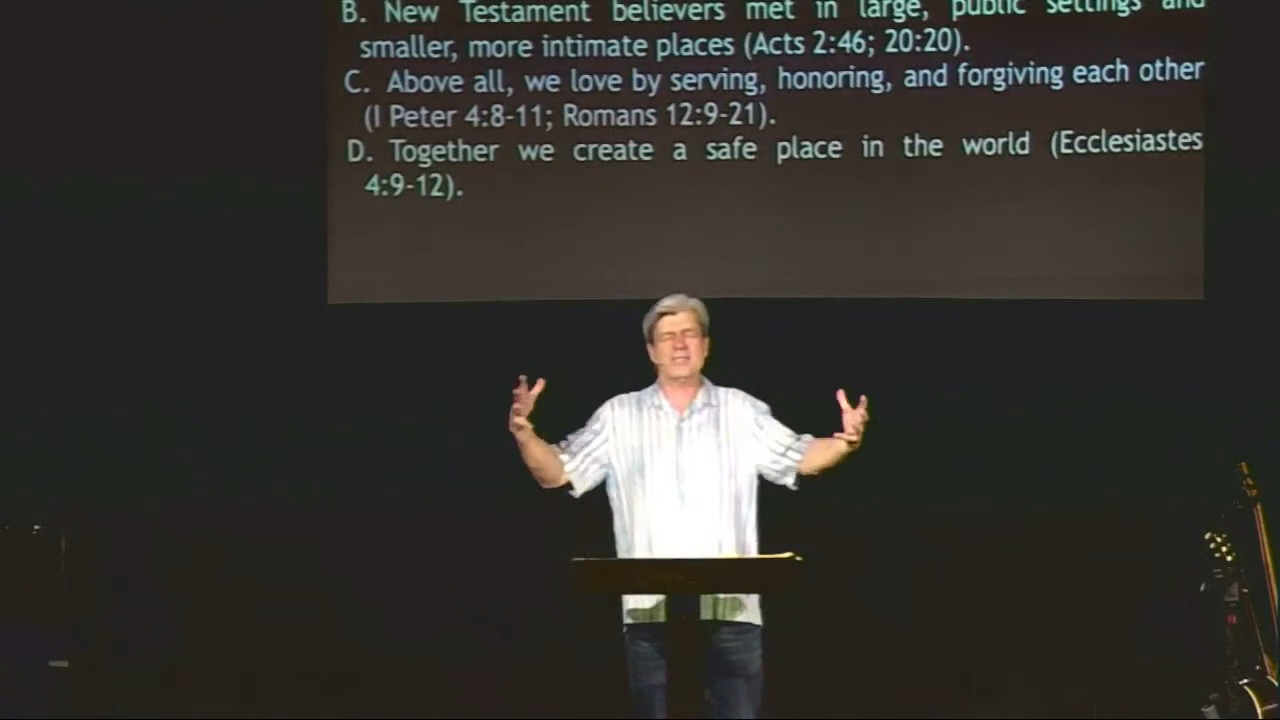 B. New Testament believers met in large, public settings and
smaller, more intimate places (Acts 2:46; 20:20).
C. Above all, we love by serving, honoring, and forgiving each other
(I Peter 4:8-11; Romans 12:9-21).
D. Together we create a safe place in the world (Ecclesiastes
4:9-12).